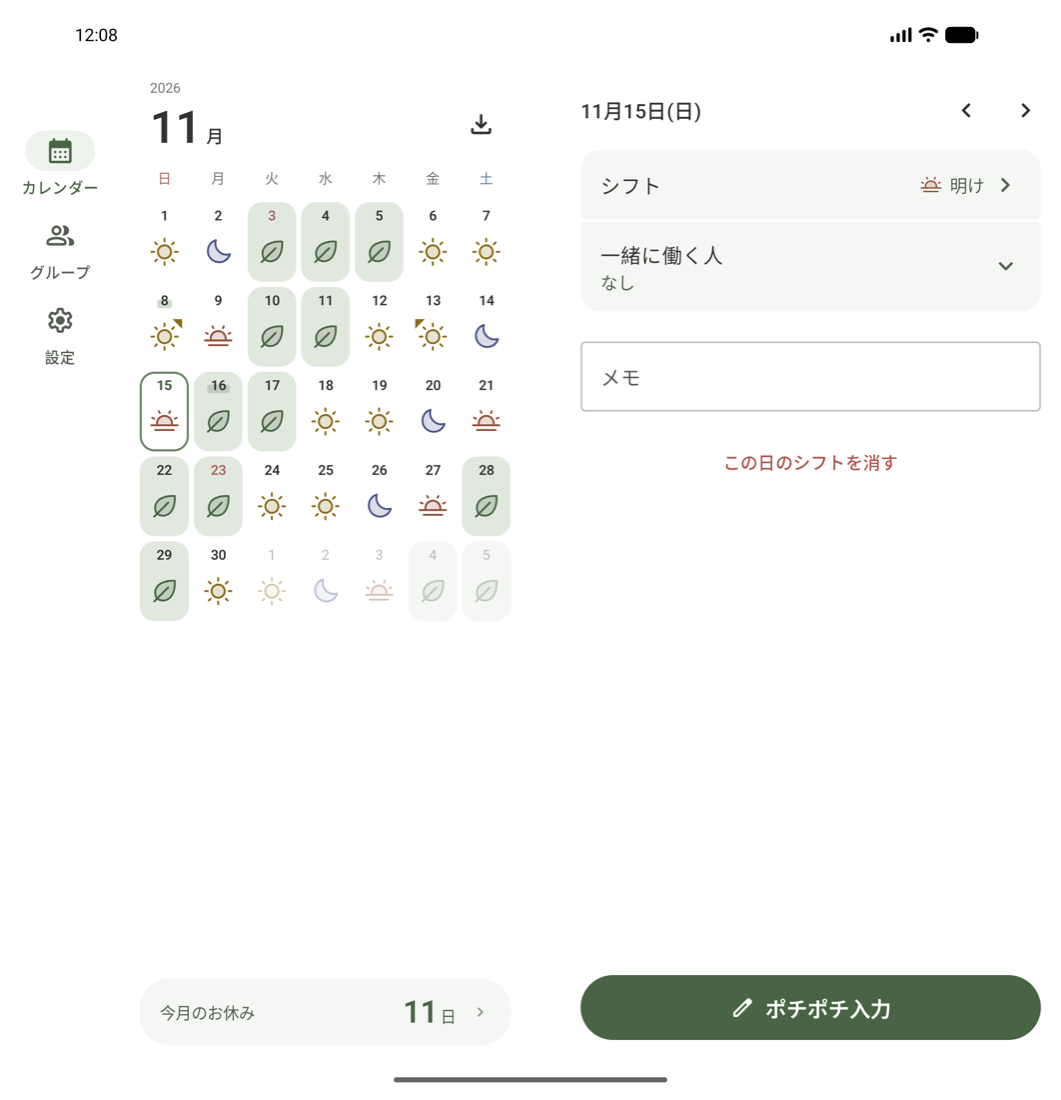 12:08
カレンダー
グループ
設定
2026
11月
日 月 火 水 木 金 土
1 2 3 4 5 6 7
8 9 10 11 12 13 14
15 16 17 18 19 20 21
22 23 24 25 26 27 28
29 30 1 2 3 4 5
今月のお休み 11日
11月15日(日)
シフト 明け
一緒に働く人
なし
メモ
この日のシフトを消す
ポチポチ入力